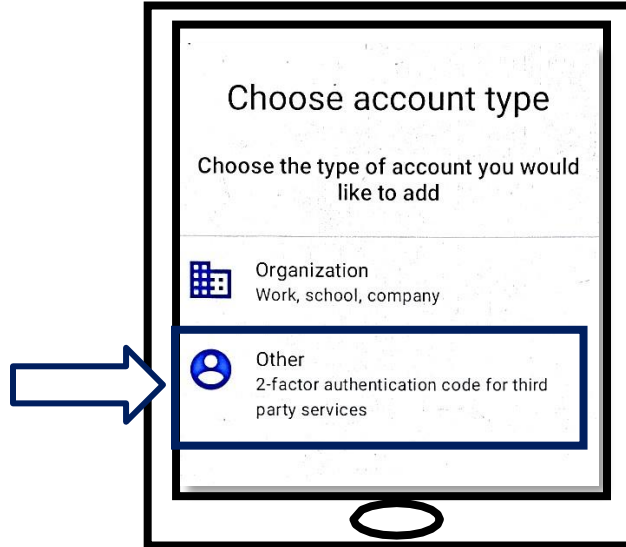 Choose account type
Choose the type of account you would
like to add
Organization
Work, school, company
Other
2-factor authentication code for third
party services